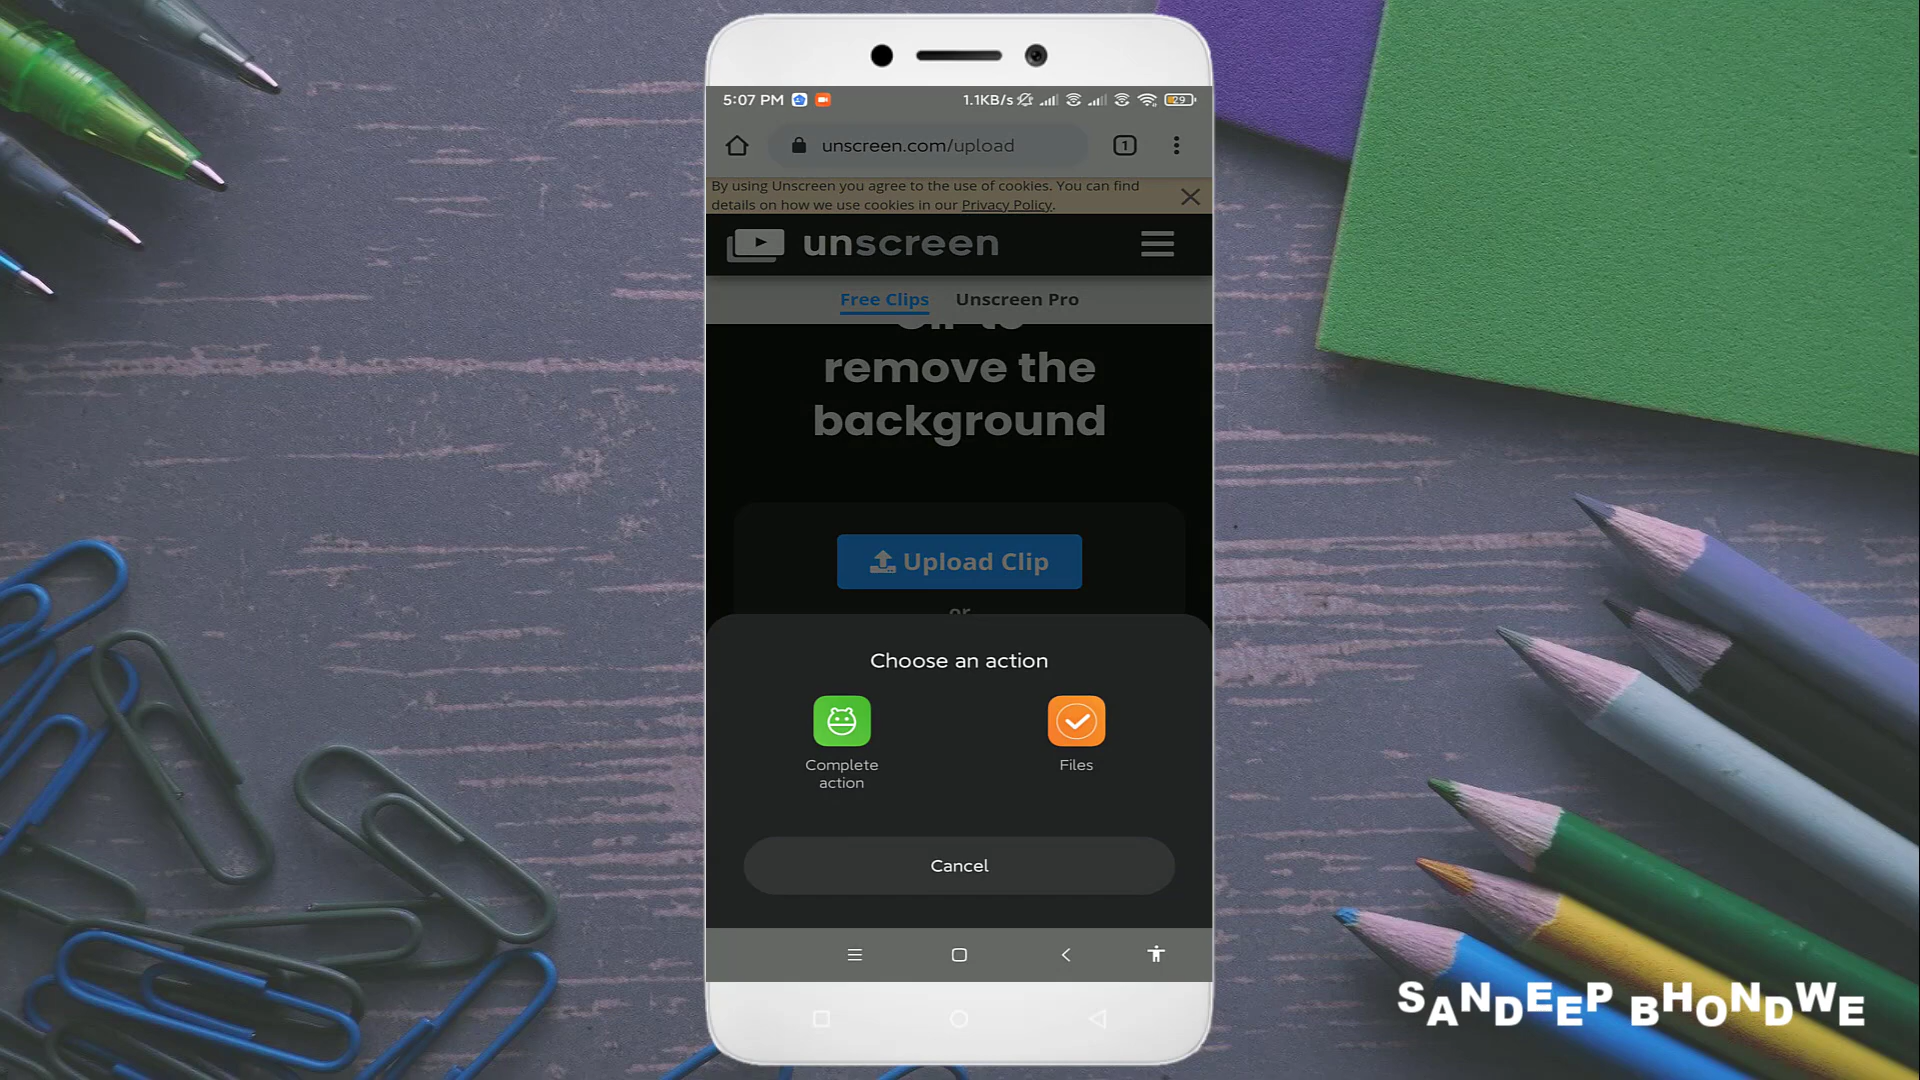 5:07 PM
1.1KB/s
29
unscreen.com/upload
1
By using Unscreen you agree to the use of cookies. You can find
details on how we use cookies in our Privacy Policy.
unscreen
Free Clips
Unscreen Pro
remove the
background
Upload Clip
or
Choose an action
Complete
action
Files
Cancel
SANDEEP BHONDWE